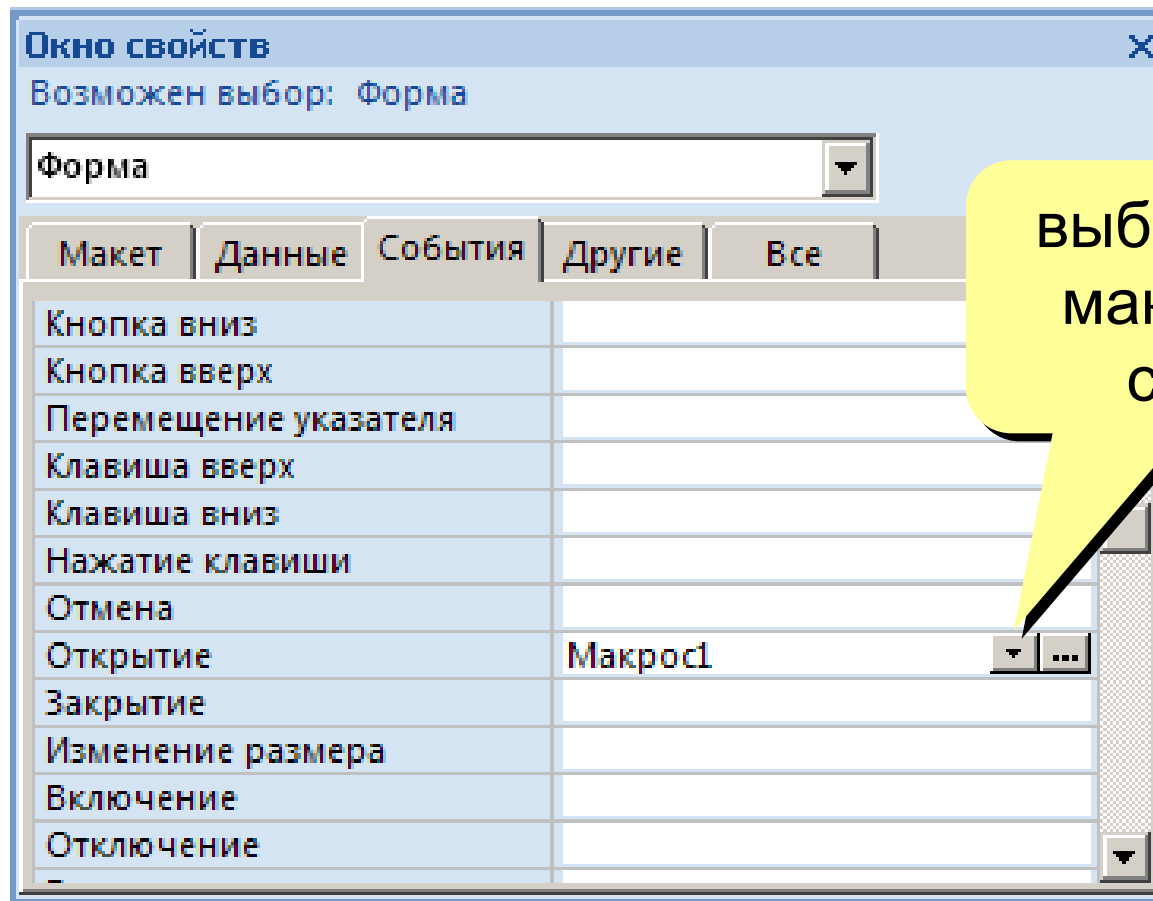 Окно свойств
Возможен выбор: Форма
Форма
Макет Данные События Другие Все
Кнопка вниз
Кнопка вверх
Перемещение указателя
Клавиша вверх
Клавиша вниз
Нажатие клавиши
Отмена
Открытие Макрос1
Закрытие
Изменение размера
Включение
Отключение